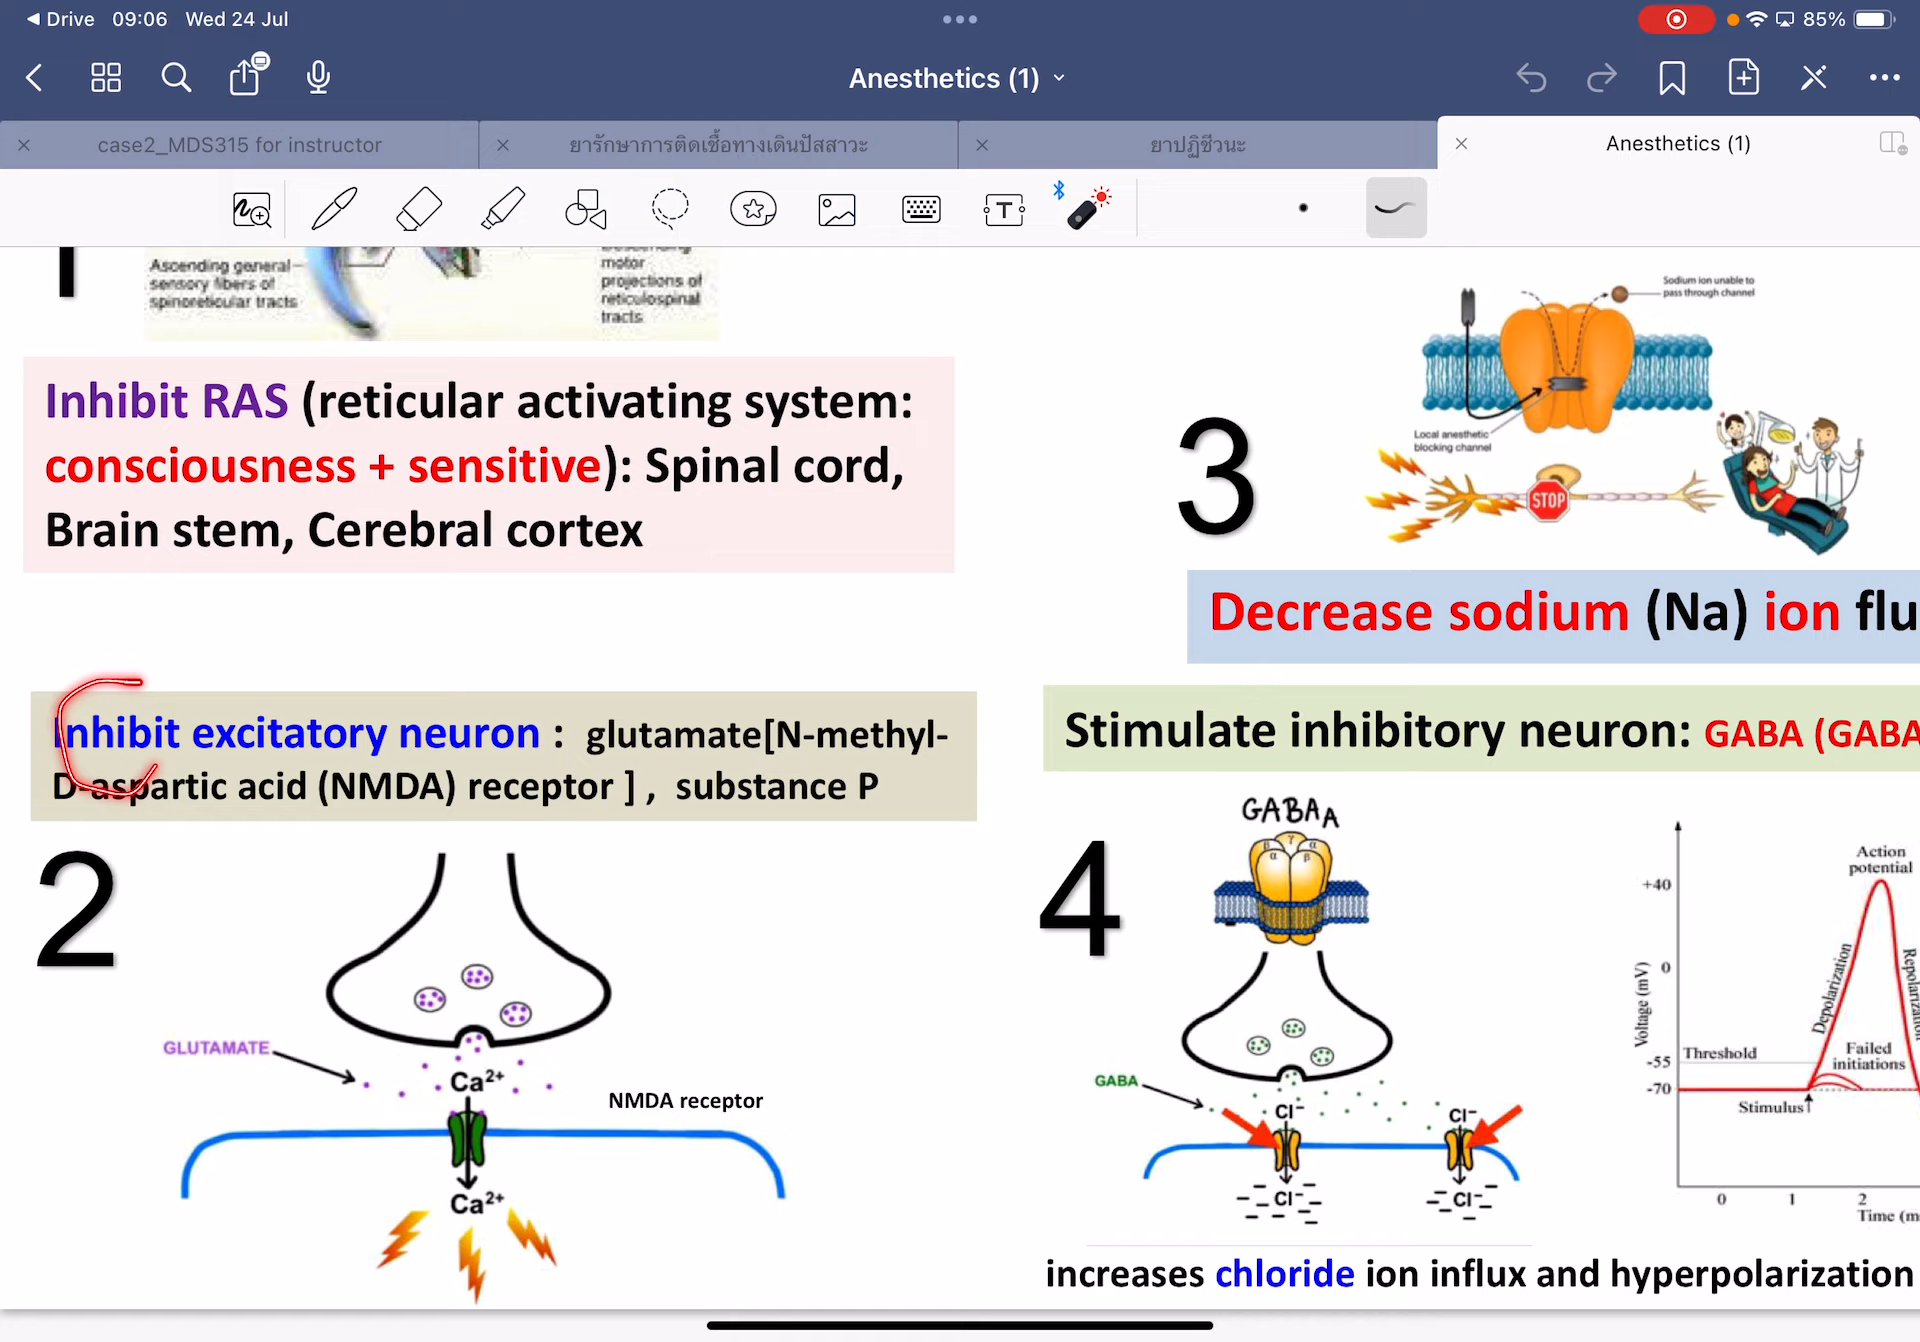 Drive 09:06 Wed 24 Jul
85%
Anesthetics (1)
case2_MDS315 for instructor
ยารักษาการติดเชื้อทางเดินปัสสาวะ
ยาปฏิชีวนะ
Anesthetics (1)
T
1
Ascending general
sensory fibers of
spinoreticular tracts
motor
projections of
reticulospinal
tracts
Inhibit RAS (reticular activating system:
consciousness + sensitive): Spinal cord,
Brain stem, Cerebral cortex
Inhibit excitatory neuron : glutamate[N-methyl-
D-aspartic acid (NMDA) receptor ] , substance P
2
GLUTAMATE
Ca2+
NMDA receptor
Ca2+
3
Sodium ion unable to
pass through channel
Local anesthetic
blocking channel
STOP
Decrease sodium (Na) ion flu
Stimulate inhibitory neuron: GABA (GABA
4
GABA A
β γ α
α β
GABA
Cl- Cl-
Cl- Cl-
Action
potential
+40
0
-55
-70
Voltage (mV)
Depolarization
Repolarizatio
Threshold
Failed
initiations
Stimulus
0 1 2
Time (m
increases chloride ion influx and hyperpolarization